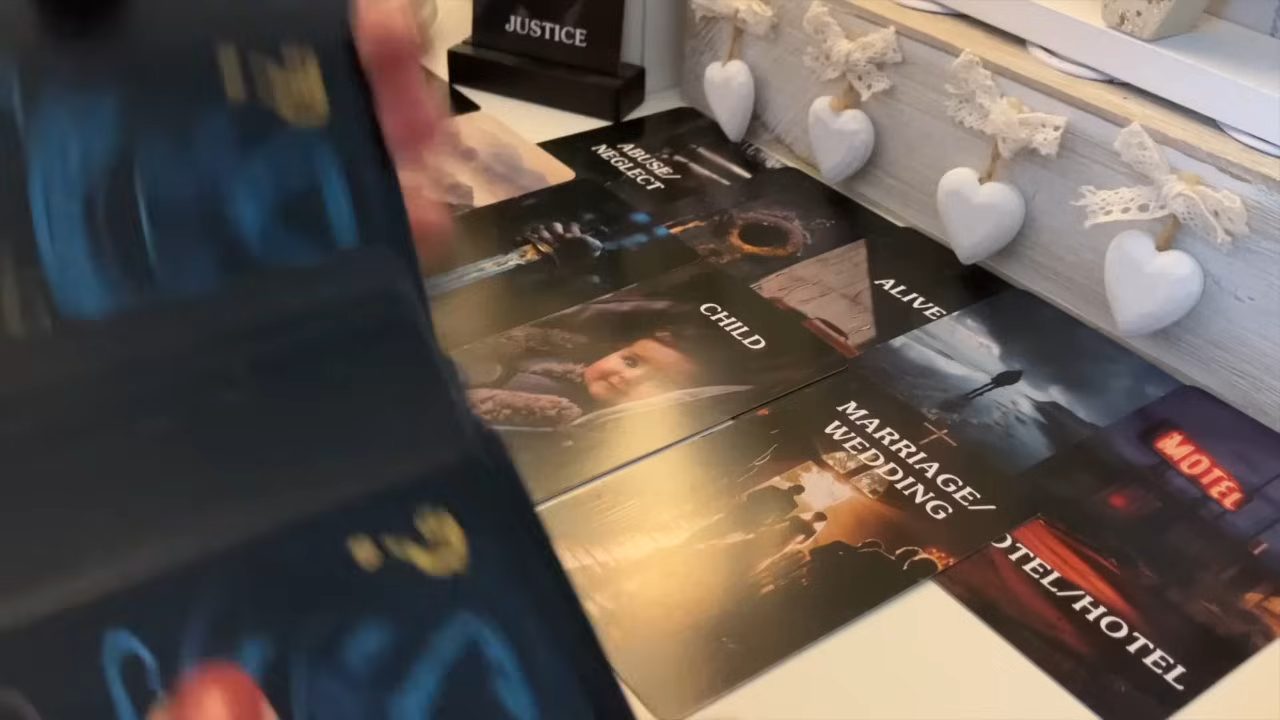 JUSTICE
ABUSE/
NEGLECT
ALIVE
CHILD
MARRIAGE/
WEDDING
MOTEL
OTEL/HOTEL